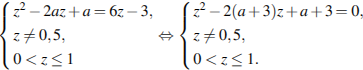 z² − 2az + a = 6z − 3,
z ≠ 0,5,
0 < z ≤ 1
⇔
z² − 2(a + 3)z + a + 3 = 0,
z ≠ 0,5,
0 < z ≤ 1.